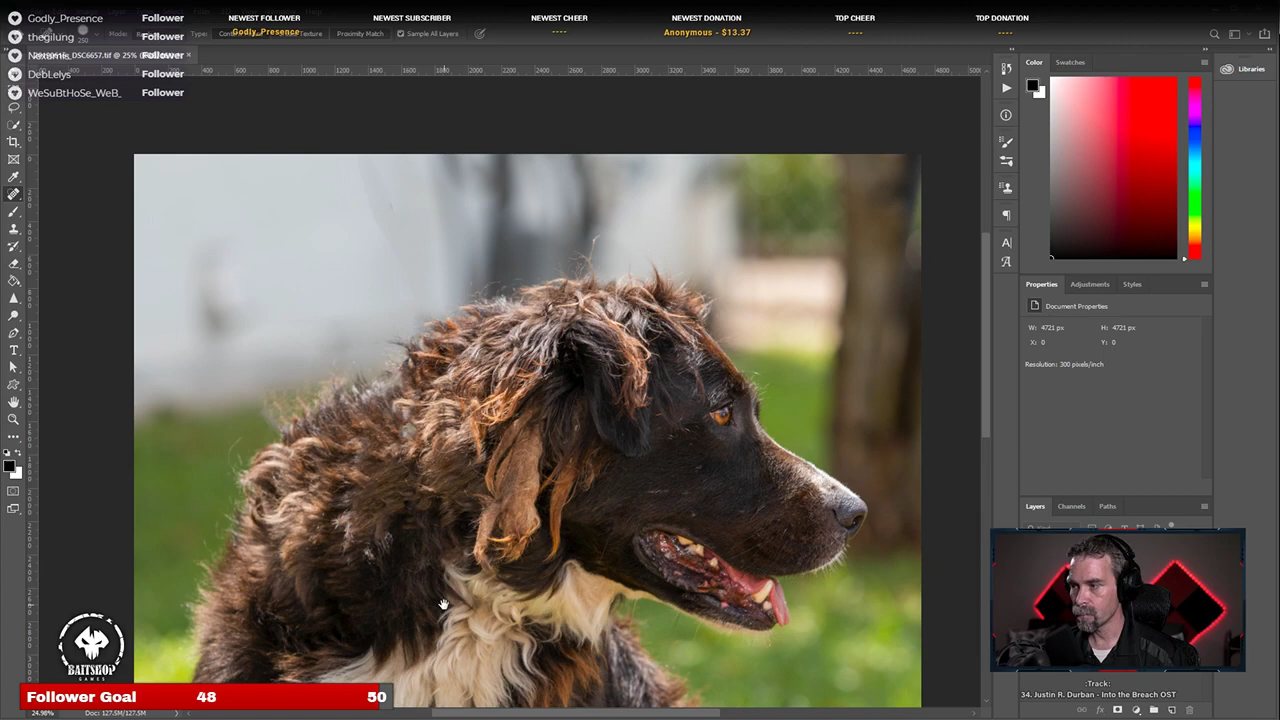 Godly_Presence Follower
thegilung Follower
Follower
DebLelys Follower
WeSuBtHoSe_WeB_ Follower
NEWEST FOLLOWER
Godly_Presence
NEWEST SUBSCRIBER
----
NEWEST CHEER
----
NEWEST DONATION
Anonymous - $13.37
TOP CHEER
----
TOP DONATION
----
Mode:
250
Type:
Texture
Proximity Match
Sample All Layers
_DSC6657.tif @ 25%
Color Swatches
Libraries
Properties Adjustments Styles
Document Properties
W: 4721 px H: 4721 px
X: 0 Y: 0
Resolution: 300 pixels/inch
Layers Channels Paths
BAITSHOP
GAMES
Follower Goal 48 50
24.98% Doc: 127.5M/127.5M
:Track:
34. Justin R. Durban - Into the Breach OST